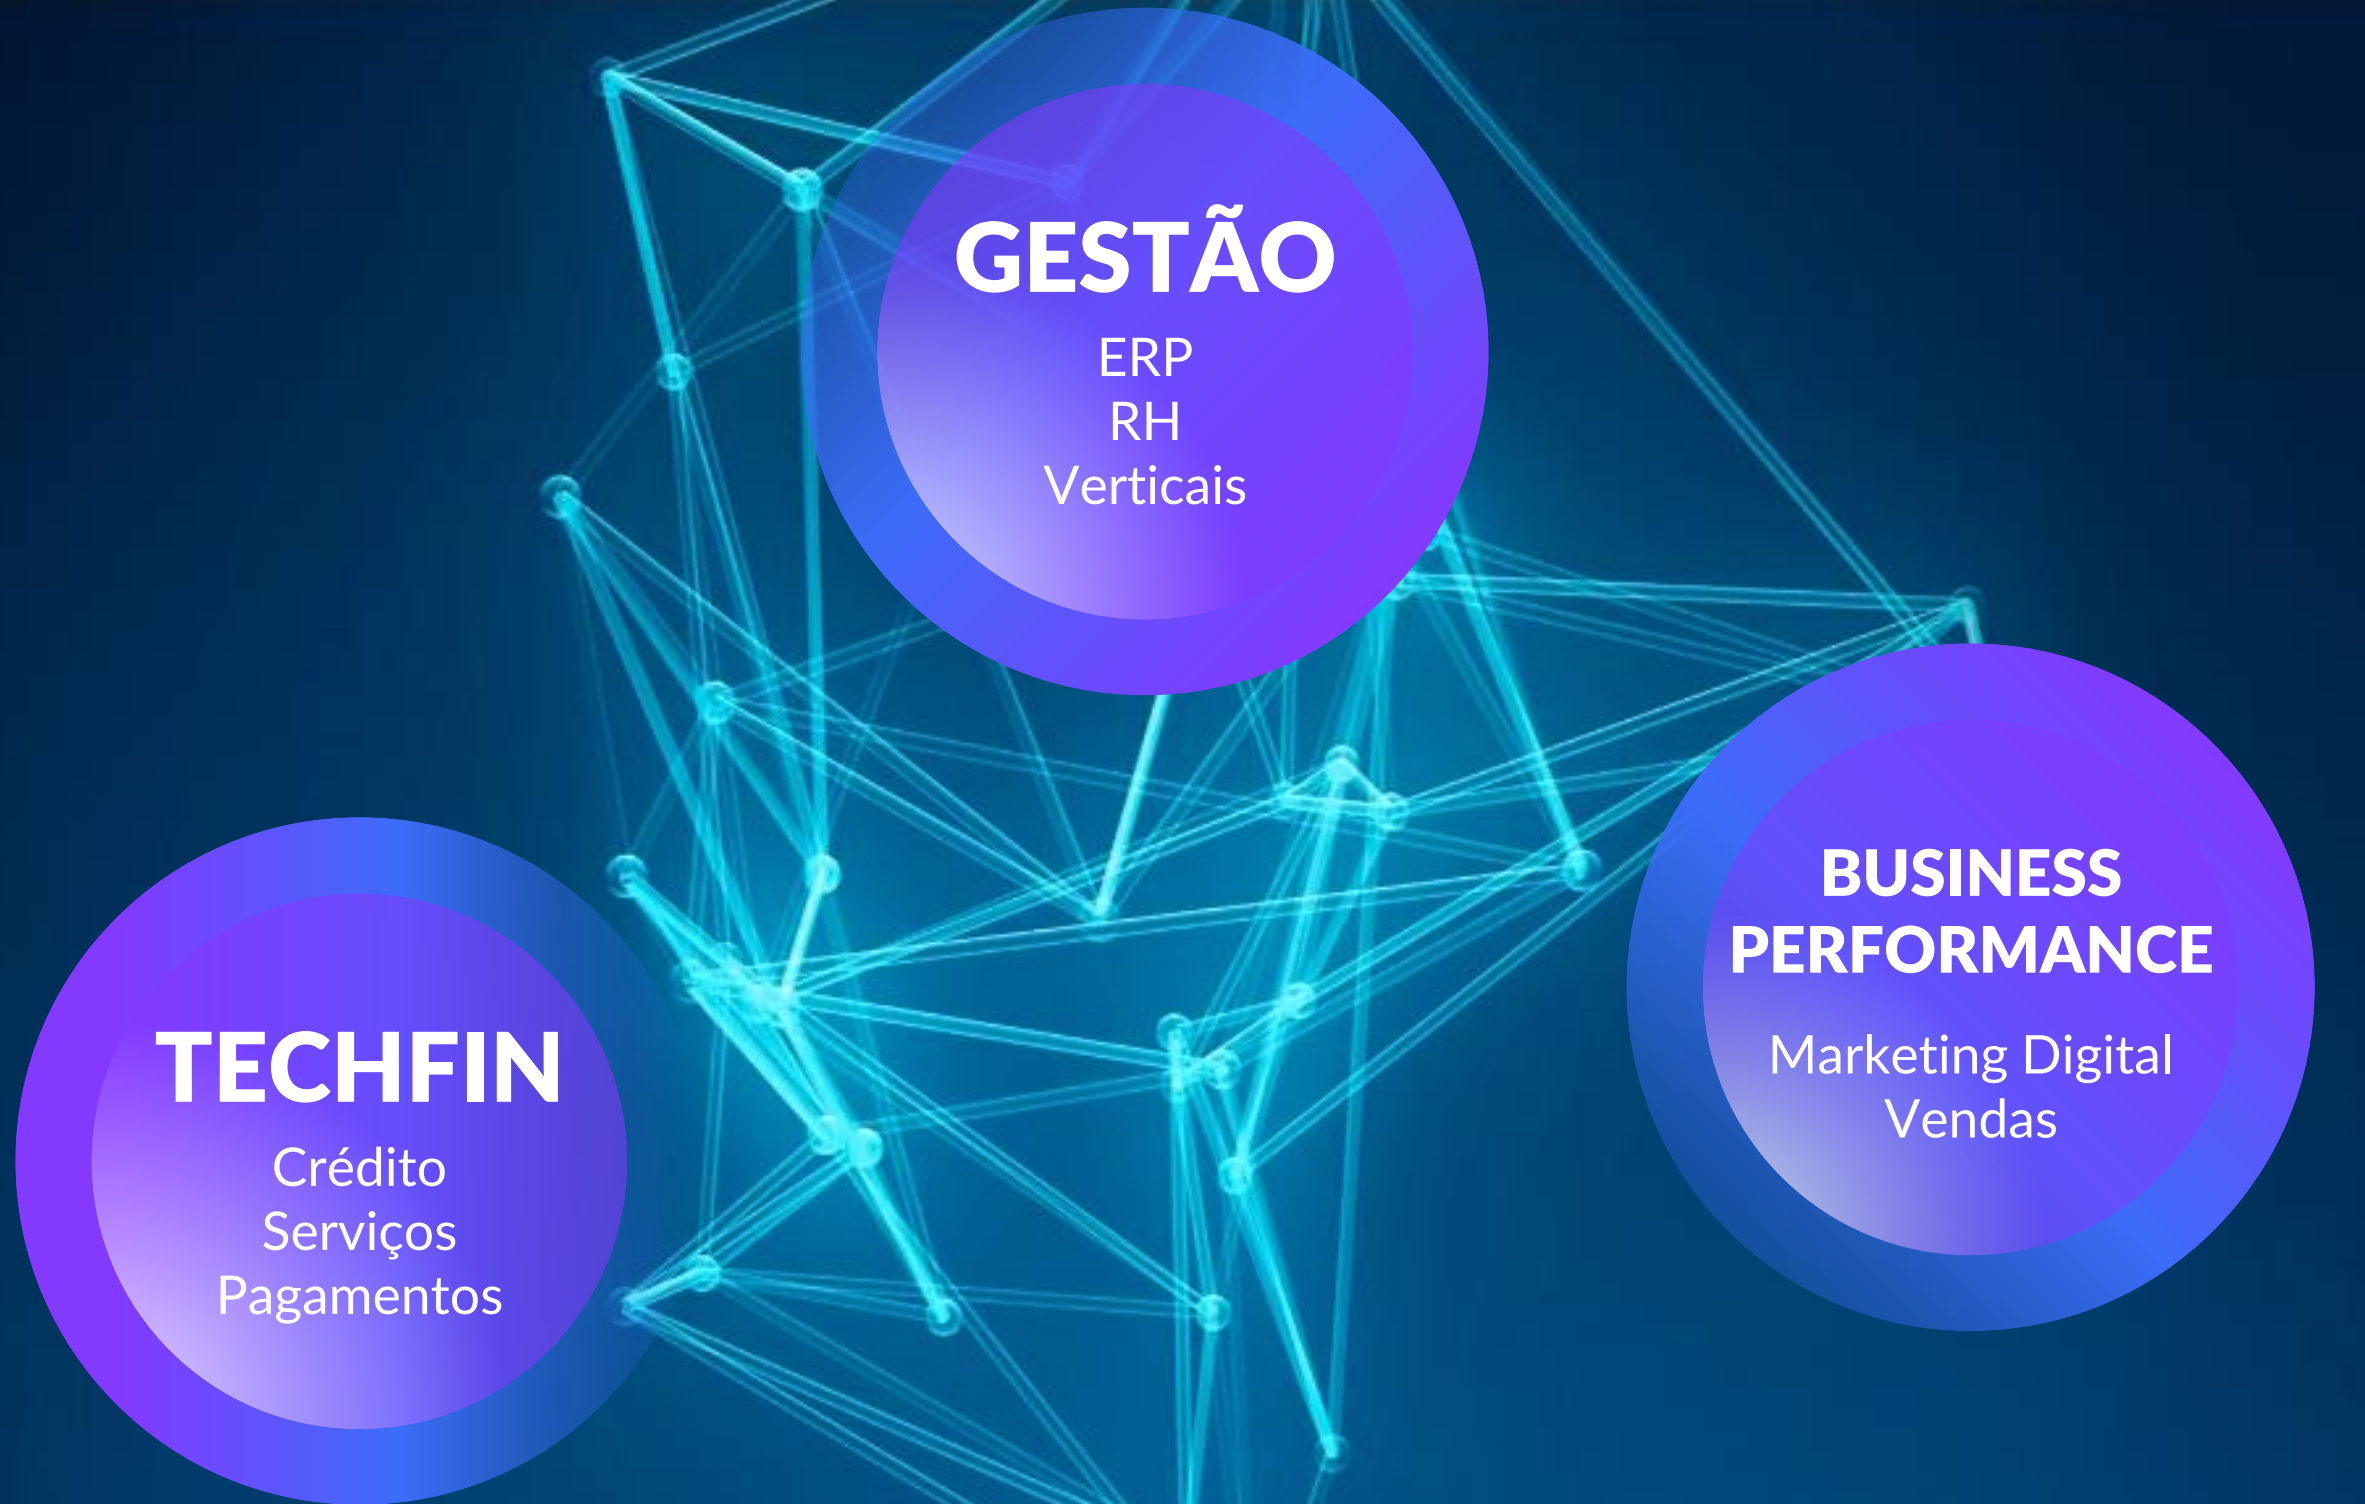 GESTÃO
ERP
RH
Verticais
BUSINESS
PERFORMANCE
Marketing Digital
Vendas
TECHFIN
Crédito
Serviços
Pagamentos